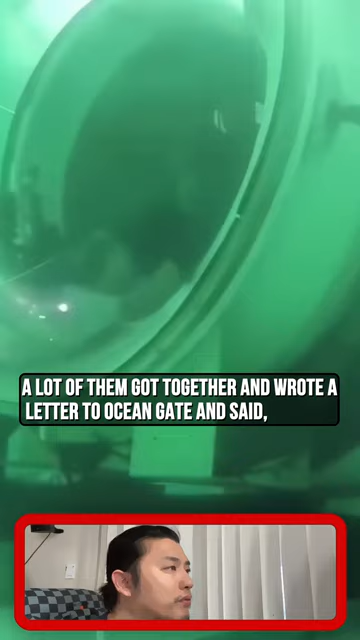 A LOT OF THEM GOT TOGETHER AND WROTE A
LETTER TO OCEAN GATE AND SAID,